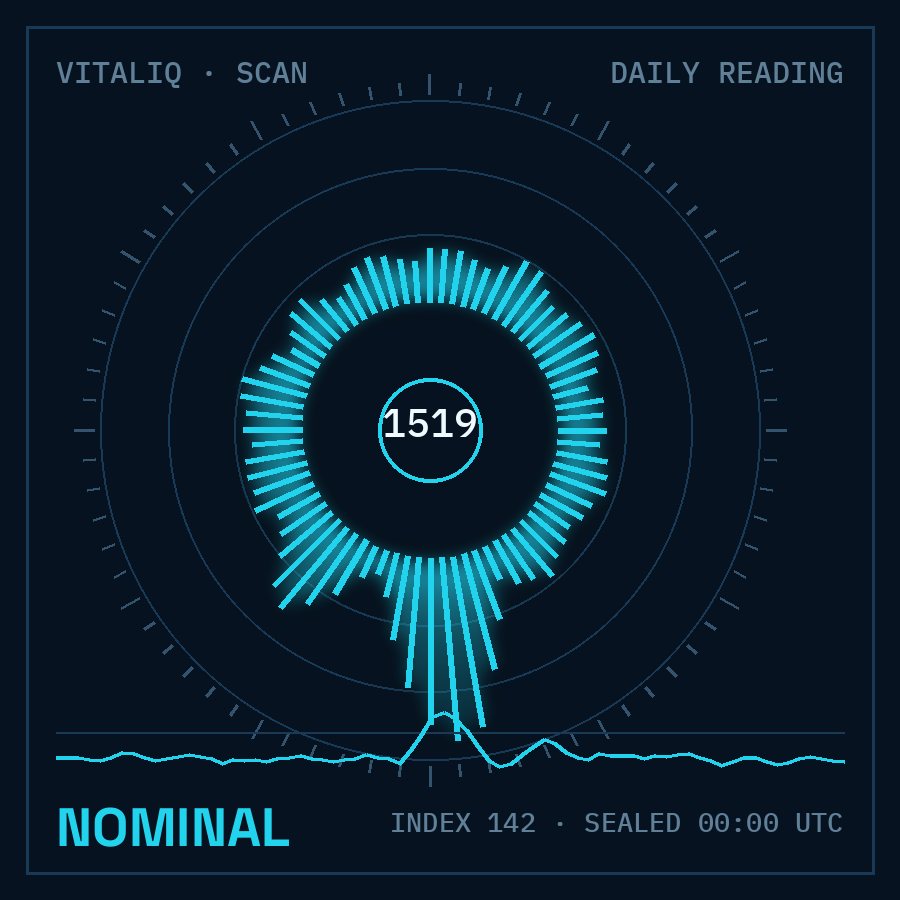 VITALIQ · SCAN
DAILY READING
1519
NOMINAL
INDEX 142 · SEALED 00:00 UTC